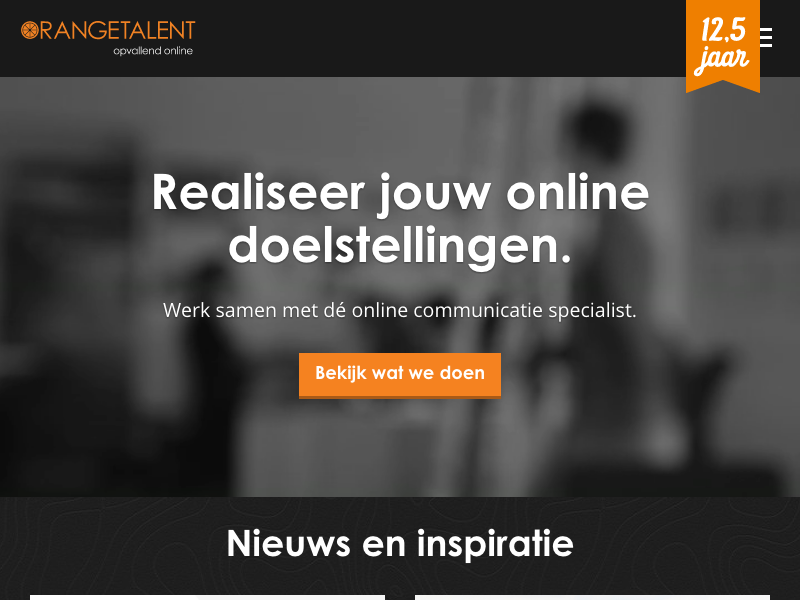 ORANGETALENT
opvallend online
12,5
jaar
Realiseer jouw online
doelstellingen.
Werk samen met dé online communicatie specialist.
Bekijk wat we doen
Nieuws en inspiratie